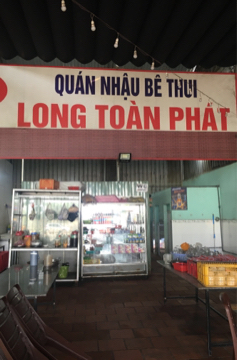 QUÁN NHẬU BÊ THUI
LONG TOÀN PHÁT